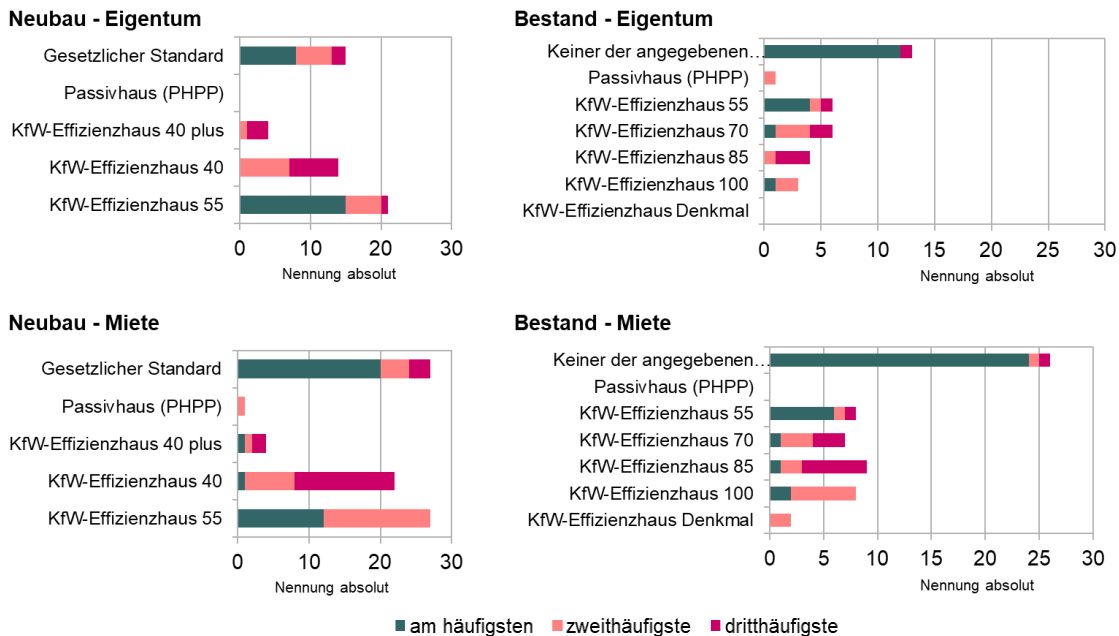 Neubau - Eigentum
Gesetzlicher Standard
Passivhaus (PHPP)
KfW-Effizienzhaus 40 plus
KfW-Effizienzhaus 40
KfW-Effizienzhaus 55
0 10 20 30
Nennung absolut
Bestand - Eigentum
Keiner der angegebenen…
Passivhaus (PHPP)
KfW-Effizienzhaus 55
KfW-Effizienzhaus 70
KfW-Effizienzhaus 85
KfW-Effizienzhaus 100
KfW-Effizienzhaus Denkmal
0 5 10 15 20 25 30
Nennung absolut
Neubau - Miete
Gesetzlicher Standard
Passivhaus (PHPP)
KfW-Effizienzhaus 40 plus
KfW-Effizienzhaus 40
KfW-Effizienzhaus 55
0 10 20 30
Nennung absolut
Bestand - Miete
Keiner der angegebenen…
Passivhaus (PHPP)
KfW-Effizienzhaus 55
KfW-Effizienzhaus 70
KfW-Effizienzhaus 85
KfW-Effizienzhaus 100
KfW-Effizienzhaus Denkmal
0 5 10 15 20 25 30
Nennung absolut
am häufigsten zweithäufigste dritthäufigste